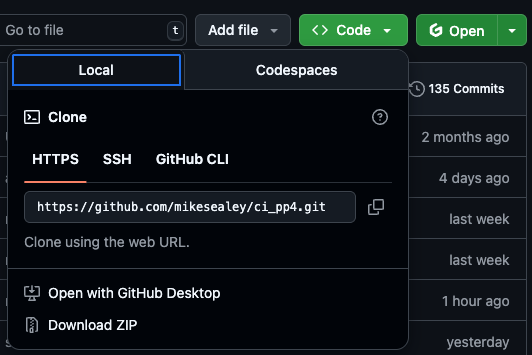 Go to file
t
Add file
Code
Open
Local
Codespaces
135 Commits
Clone
HTTPS
SSH
GitHub CLI
2 months ago
4 days ago
https://github.com/mikesealey/ci_pp4.git
last week
Clone using the web URL.
last week
Open with GitHub Desktop
1 hour ago
Download ZIP
yesterday